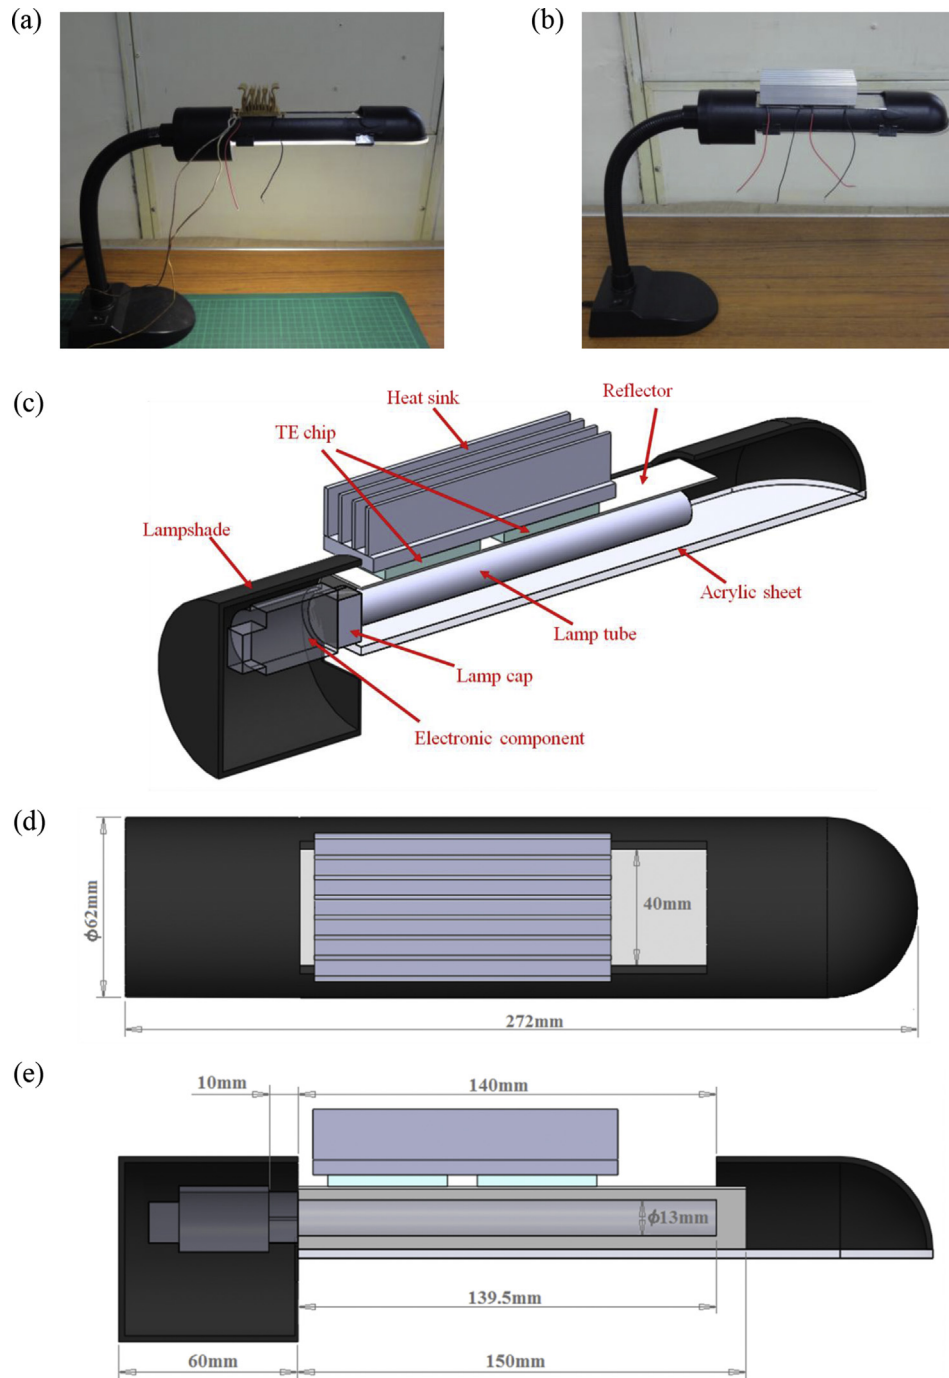 (a)
(b)
(c)
Heat sink
Reflector
TE chip
Lampshade
Acrylic sheet
Lamp tube
Lamp cap
Electronic component
(d)
ϕ62mm
40mm
272mm
(e)
10mm
140mm
ϕ13mm
139.5mm
60mm
150mm